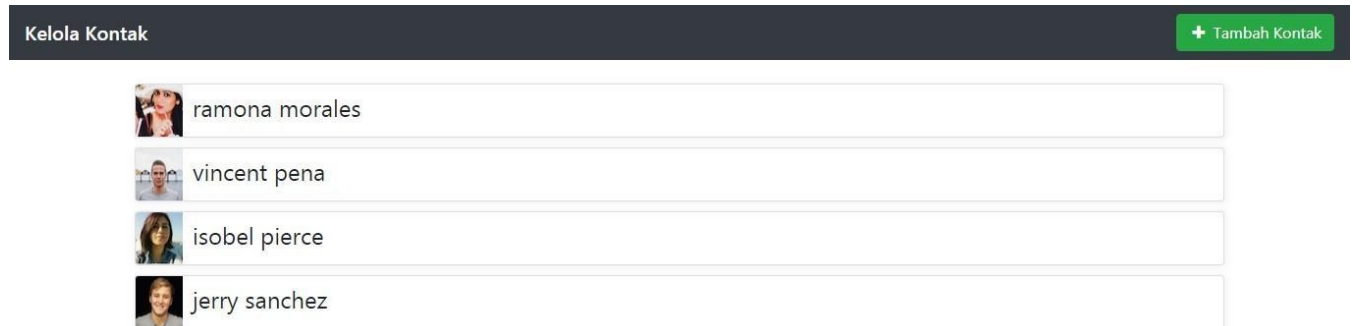 Kelola Kontak
+ Tambah Kontak
ramona morales
vincent pena
isobel pierce
jerry sanchez